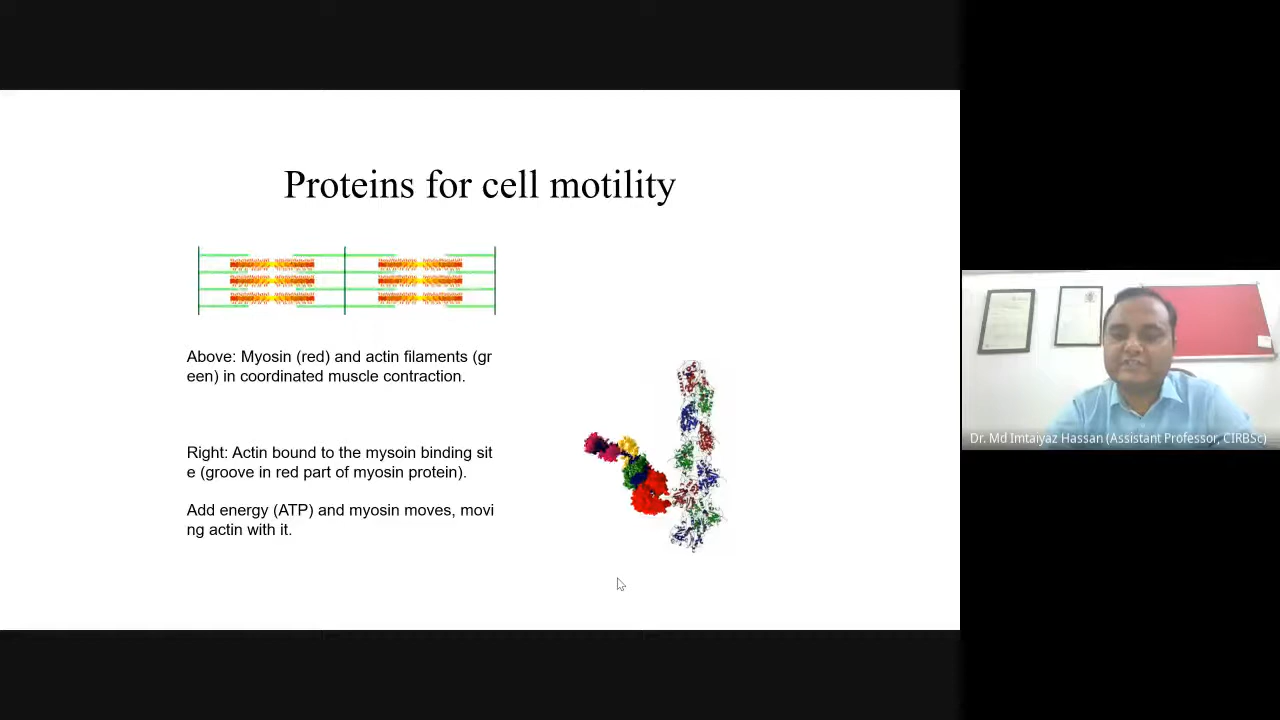 Proteins for cell motility
Above: Myosin (red) and actin filaments (gr
een) in coordinated muscle contraction.
Right: Actin bound to the mysoin binding sit
e (groove in red part of myosin protein).
Add energy (ATP) and myosin moves, movi
ng actin with it.
Dr. Md Imtaiyaz Hassan (Assistant Professor, CIRBSc)